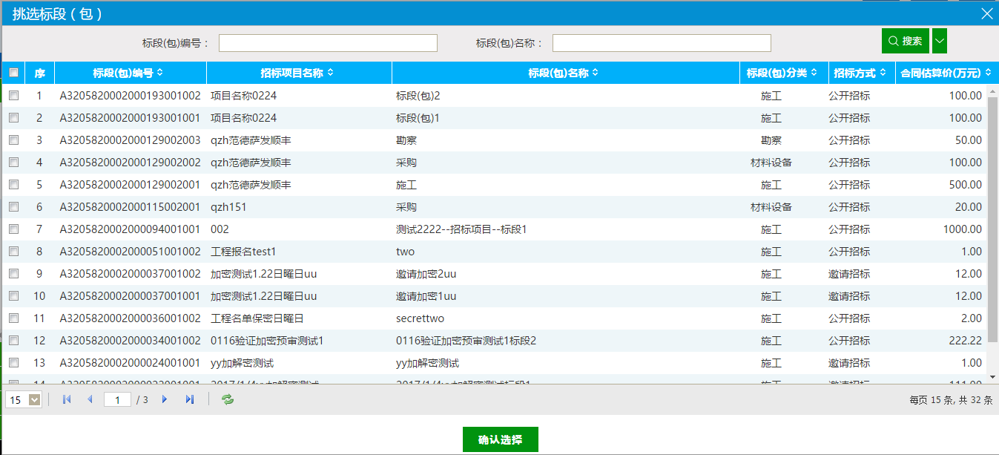 挑选标段（包）
标段(包)编号： 标段(包)名称： 搜索
序 标段(包)编号 招标项目名称 标段(包)名称 标段(包)分类 招标方式 合同估算价(万元)
1 A3205820002000193001002 项目名称0224 标段(包)2 施工 公开招标 100.00
2 A3205820002000193001001 项目名称0224 标段(包)1 施工 公开招标 100.00
3 A3205820002000129002003 qzh范德萨发顺丰 勘察 勘察 公开招标 50.00
4 A3205820002000129002002 qzh范德萨发顺丰 采购 材料设备 公开招标 100.00
5 A3205820002000129002001 qzh范德萨发顺丰 施工 施工 公开招标 500.00
6 A3205820002000115002001 qzh151 采购 材料设备 公开招标 20.00
7 A3205820002000094001001 002 测试2222--招标项目--标段1 施工 公开招标 1000.00
8 A3205820002000051001002 工程报名test1 two 施工 公开招标 1.00
9 A3205820002000037001002 加密测试1.22日曜日uu 邀请加密2uu 施工 邀请招标 12.00
10 A3205820002000037001001 加密测试1.22日曜日uu 邀请加密1uu 施工 邀请招标 12.00
11 A3205820002000036001002 工程名单保密日曜日 secrettwo 施工 公开招标 2.00
12 A3205820002000034001002 0116验证加密预审测试1 0116验证加密预审测试1标段2 施工 公开招标 222.22
13 A3205820002000024001001 yy加解密测试 yy加解密测试 施工 邀请招标 1.00
15 1 / 3 每页 15 条, 共 32 条
确认选择